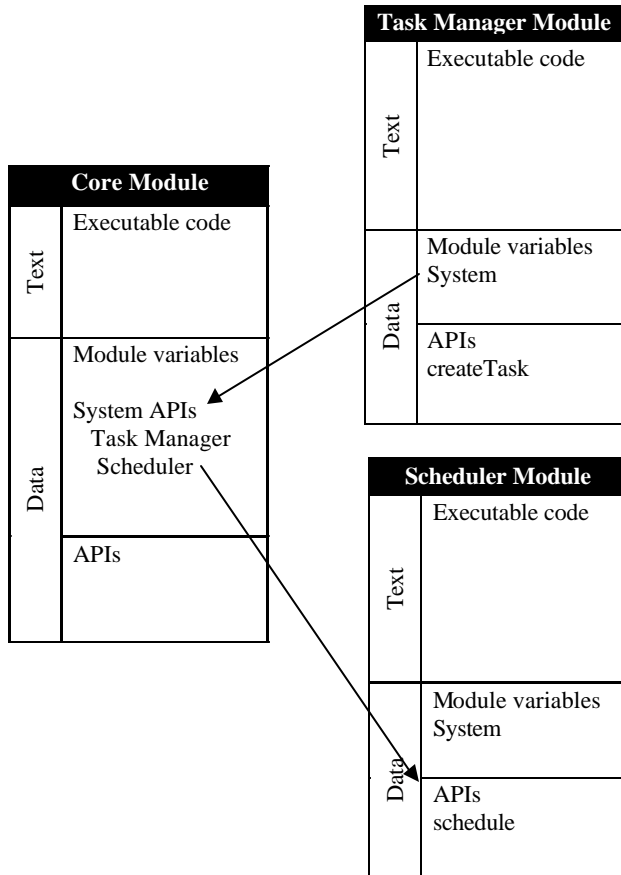 Task Manager Module
Text
Executable code
Data
Module variables
System
APIs
createTask
Core Module
Text
Executable code
Data
Module variables
System APIs
Task Manager
Scheduler
APIs
Scheduler Module
Text
Executable code
Data
Module variables
System
APIs
schedule